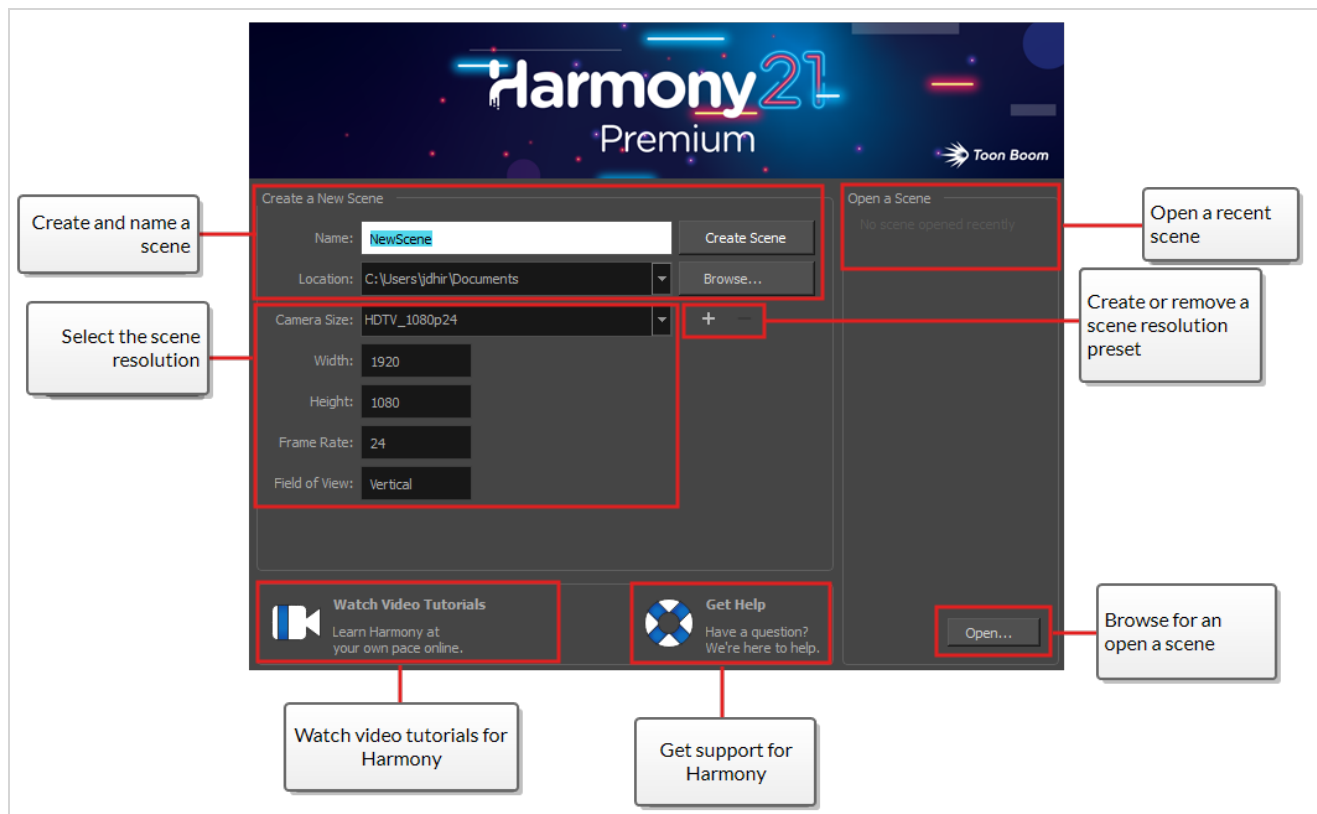 Harmony 21
Premium
Toon Boom
Create and name a
scene
Create a New Scene
Name: NewScene Create Scene
Location: C:\Users\jdhir\Documents Browse...
Open a Scene
No scene opened recently
Open a recent
scene
Select the scene
resolution
Camera Size: HDTV_1080p24 + −
Width: 1920
Height: 1080
Frame Rate: 24
Field of View: Vertical
Create or remove a
scene resolution
preset
Watch Video Tutorials
Learn Harmony at
your own pace online.
Get Help
Have a question?
We're here to help.
Open...
Browse for an
open a scene
Watch video tutorials for
Harmony
Get support for
Harmony